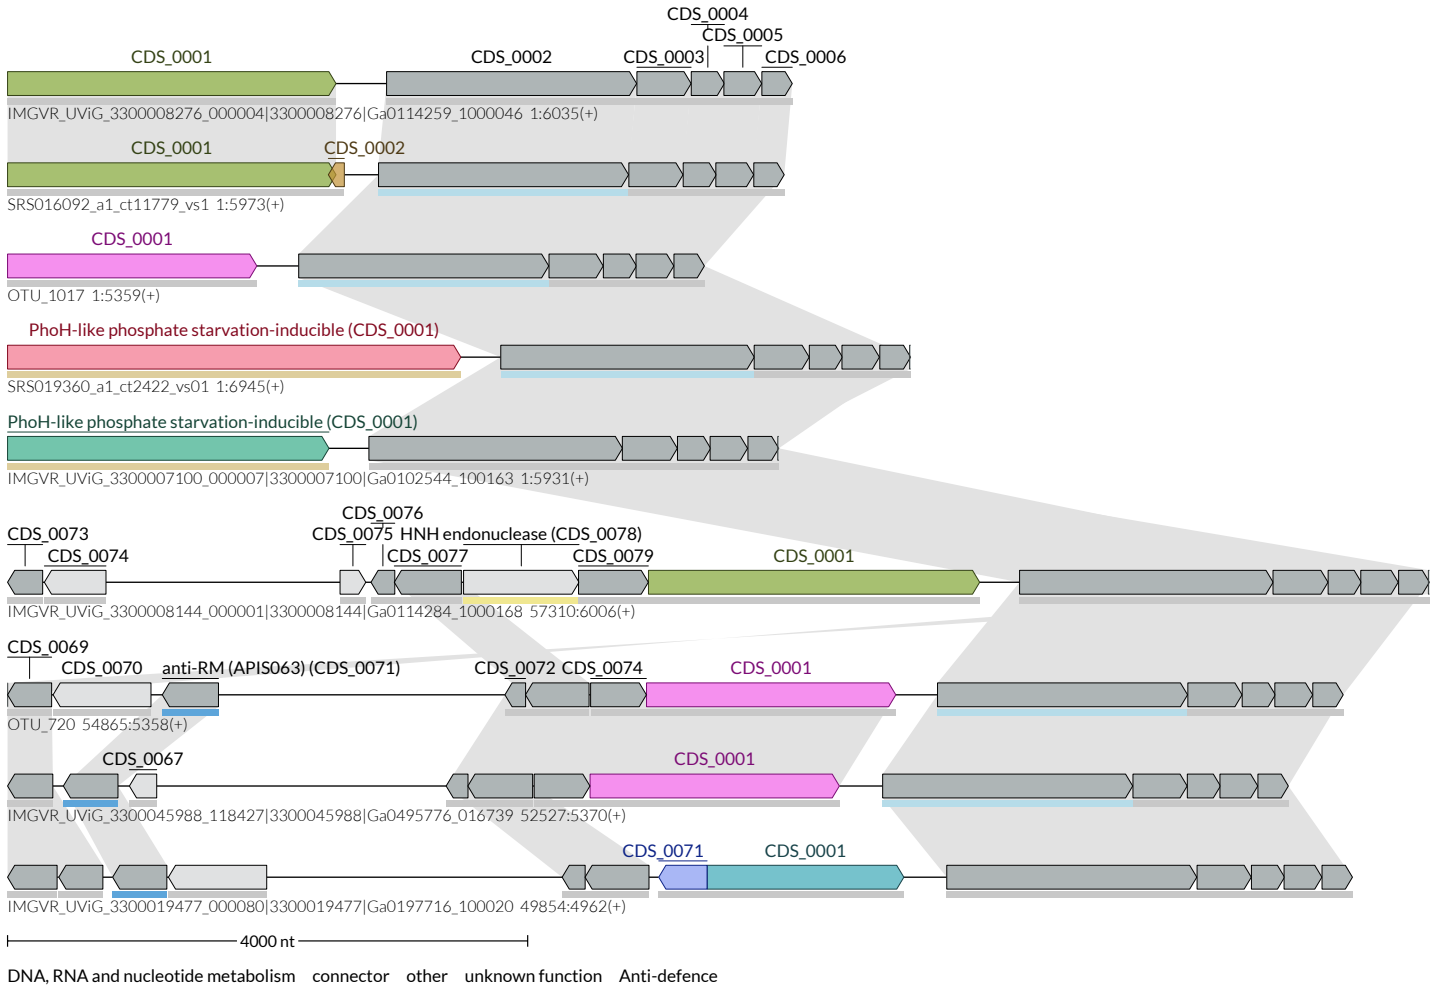 CDS_0004
CDS_0005
CDS_0001 CDS_0002 CDS_0003 CDS_0006
IMGVR_UViG_3300008276_000004|3300008276|Ga0114259_1000046 1:6035(+)
CDS_0001 CDS_0002
SRS016092_a1_ct11779_vs1 1:5973(+)
CDS_0001
OTU_1017 1:5359(+)
PhoH-like phosphate starvation-inducible (CDS_0001)
SRS019360_a1_ct2422_vs01 1:6945(+)
PhoH-like phosphate starvation-inducible (CDS_0001)
IMGVR_UViG_3300007100_000007|3300007100|Ga0102544_100163 1:5931(+)
CDS_0076
CDS_0073 CDS_0075 HNH endonuclease (CDS_0078)
CDS_0074 CDS_0077 CDS_0079 CDS_0001
IMGVR_UViG_3300008144_000001|3300008144|Ga0114284_1000168 57310:6006(+)
CDS_0069
CDS_0070 anti-RM (APIS063) (CDS_0071) CDS_0072 CDS_0074 CDS_0001
OTU_720 54865:5358(+)
CDS_0067 CDS_0001
IMGVR_UViG_3300045988_118427|3300045988|Ga0495776_016739 52527:5370(+)
CDS_0071 CDS_0001
IMGVR_UViG_3300019477_000080|3300019477|Ga0197716_100020 49854:4962(+)
4000 nt
DNA, RNA and nucleotide metabolism connector other unknown function Anti-defence